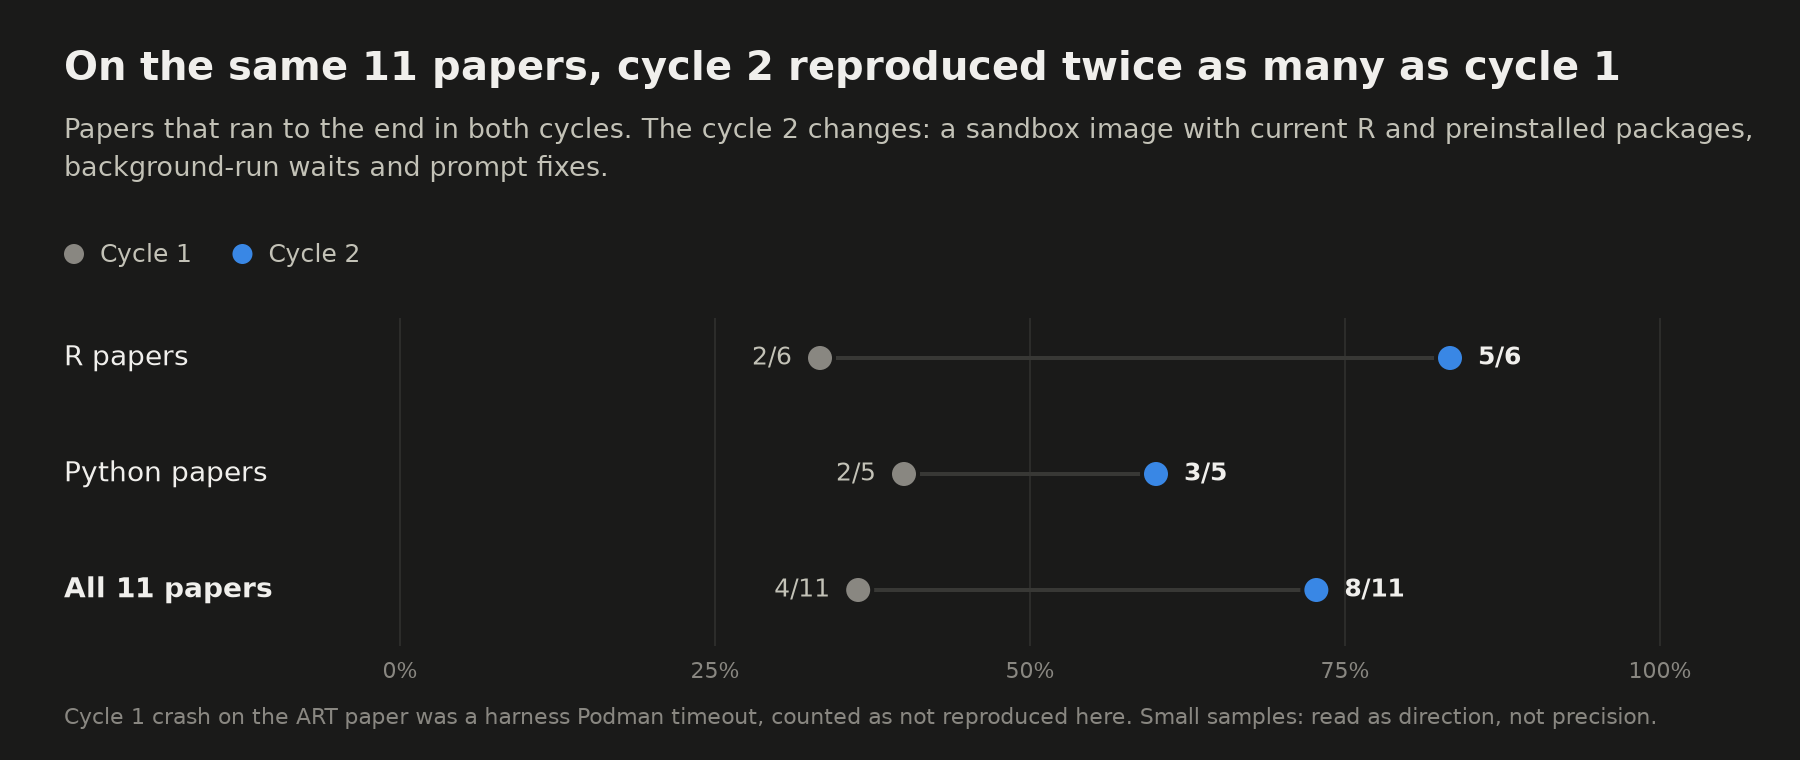 On the same 11 papers, cycle 2 reproduced twice as many as cycle 1
Papers that ran to the end in both cycles. The cycle 2 changes: a sandbox image with current R and preinstalled packages,
background-run waits and prompt fixes.
Cycle 1 Cycle 2
R papers 2/6 5/6
Python papers 2/5 3/5
All 11 papers 4/11 8/11
0% 25% 50% 75% 100%
Cycle 1 crash on the ART paper was a harness Podman timeout, counted as not reproduced here. Small samples: read as direction, not precision.